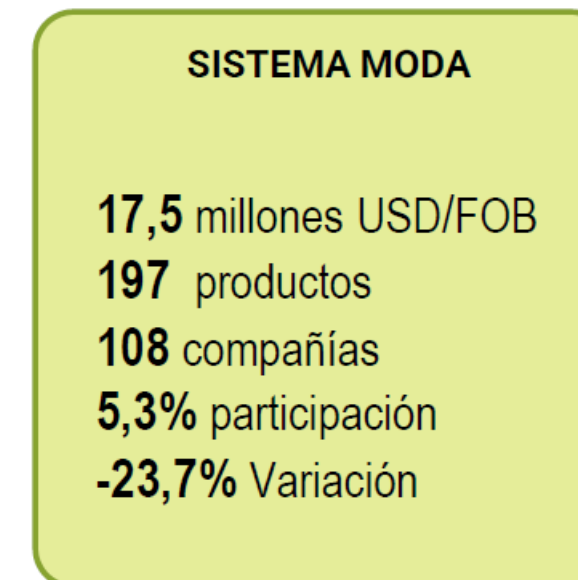 SISTEMA MODA
17,5 millones USD/FOB
197 productos
108 compañías
5,3% participación
-23,7% Variación